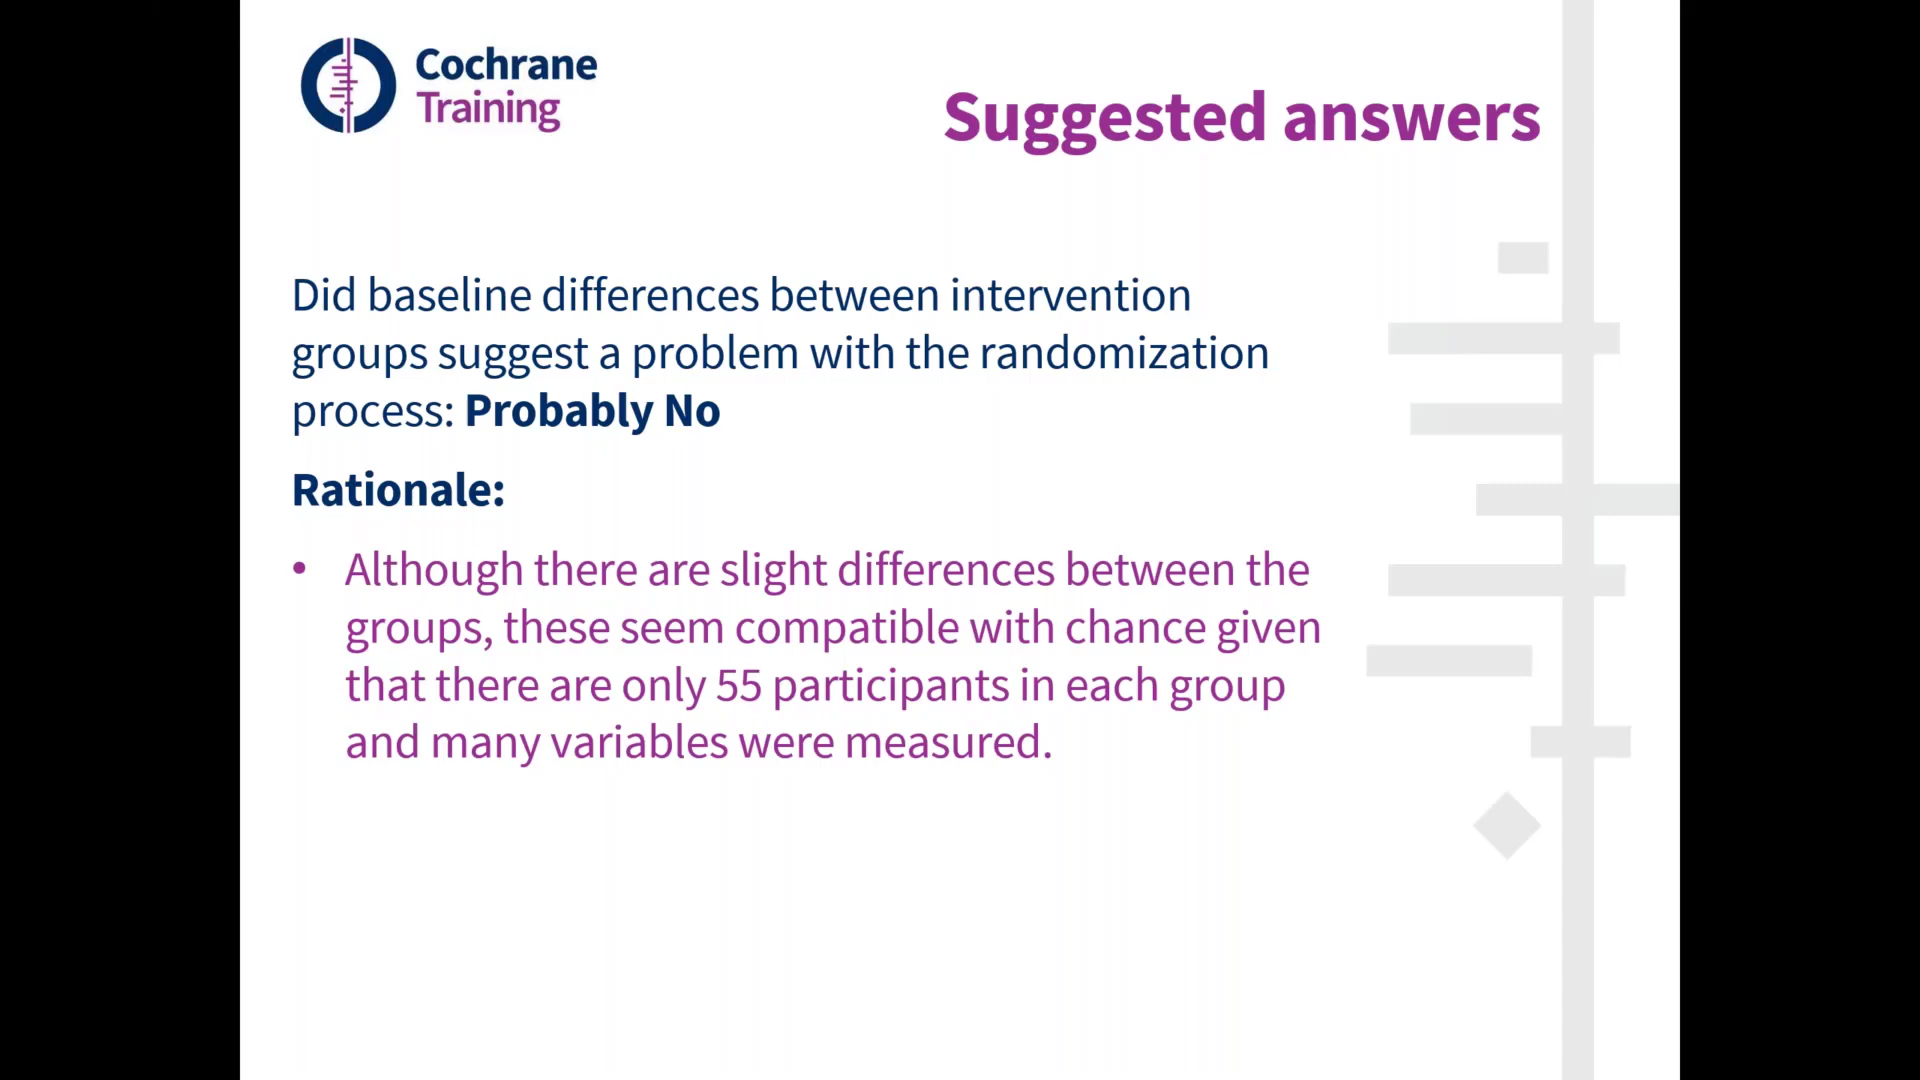 Cochrane
Training
Suggested answers
Did baseline differences between intervention
groups suggest a problem with the randomization
process: Probably No
Rationale:
• Although there are slight differences between the
groups, these seem compatible with chance given
that there are only 55 participants in each group
and many variables were measured.